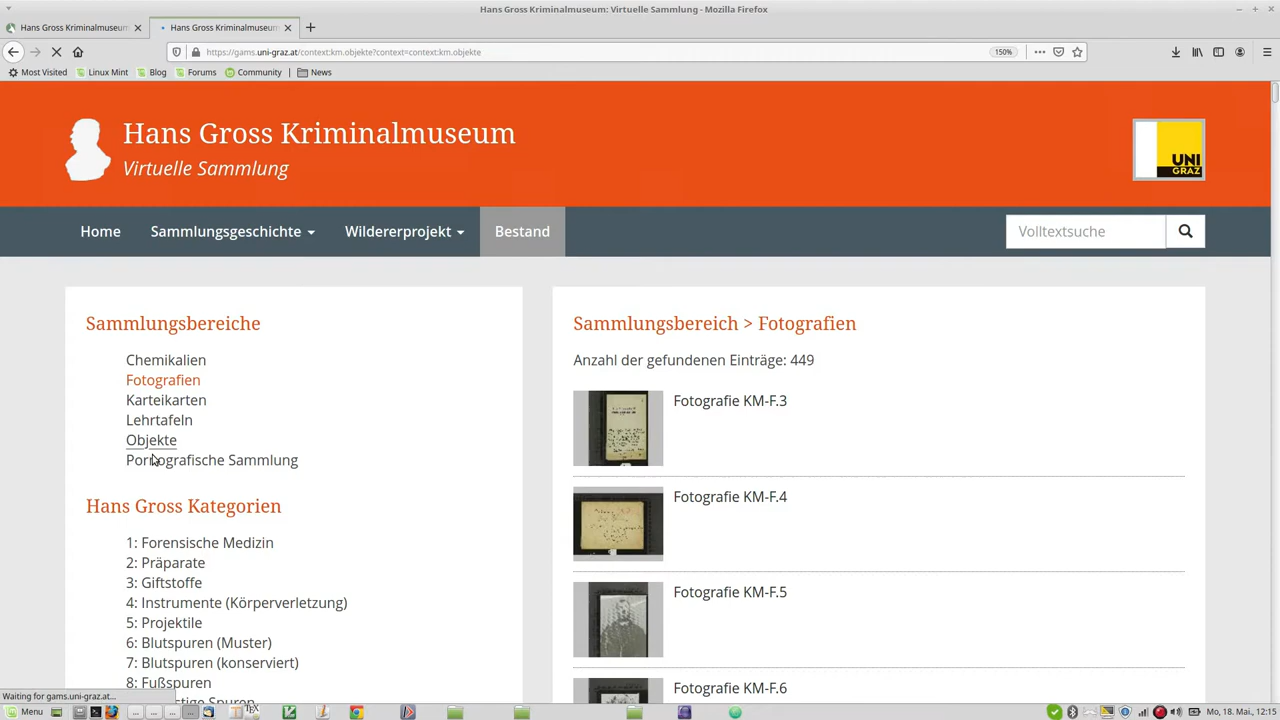 Hans Gross Kriminalmuseum: Virtuelle Sammlung - Mozilla Firefox
Hans Gross Kriminalmuseum
Hans Gross Kriminalmuseum:
https://gams.uni-graz.at/context:km.objekte?context=context:km.objekte
150%
Most Visited
Linux Mint
Blog
Forums
Community
News
Hans Gross Kriminalmuseum
Virtuelle Sammlung
UNI
GRAZ
Home
Sammlungsgeschichte
Wildererprojekt
Bestand
Volltextsuche
Sammlungsbereiche
Chemikalien
Fotografien
Karteikarten
Lehrtafeln
Objekte
Pornografische Sammlung
Hans Gross Kategorien
1: Forensische Medizin
2: Präparate
3: Giftstoffe
4: Instrumente (Körperverletzung)
5: Projektile
6: Blutspuren (Muster)
7: Blutspuren (konserviert)
8: Fußspuren
Sammlungsbereich > Fotografien
Anzahl der gefundenen Einträge: 449
Fotografie KM-F.3
Fotografie KM-F.4
Fotografie KM-F.5
Fotografie KM-F.6
Waiting for gams.uni-graz.at...
Menu
Mo, 18. Mai., 12:15